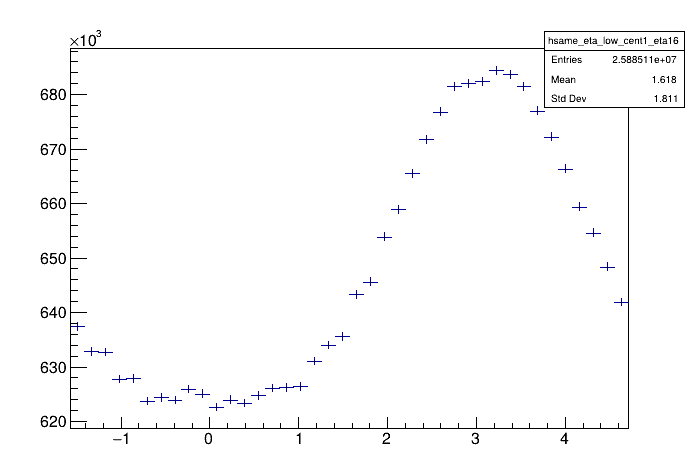 ×10³
hsame_eta_low_cent1_eta16
Entries 2.588511e+07
Mean 1.618
Std Dev 1.811
680
670
660
650
640
630
620
−1 0 1 2 3 4